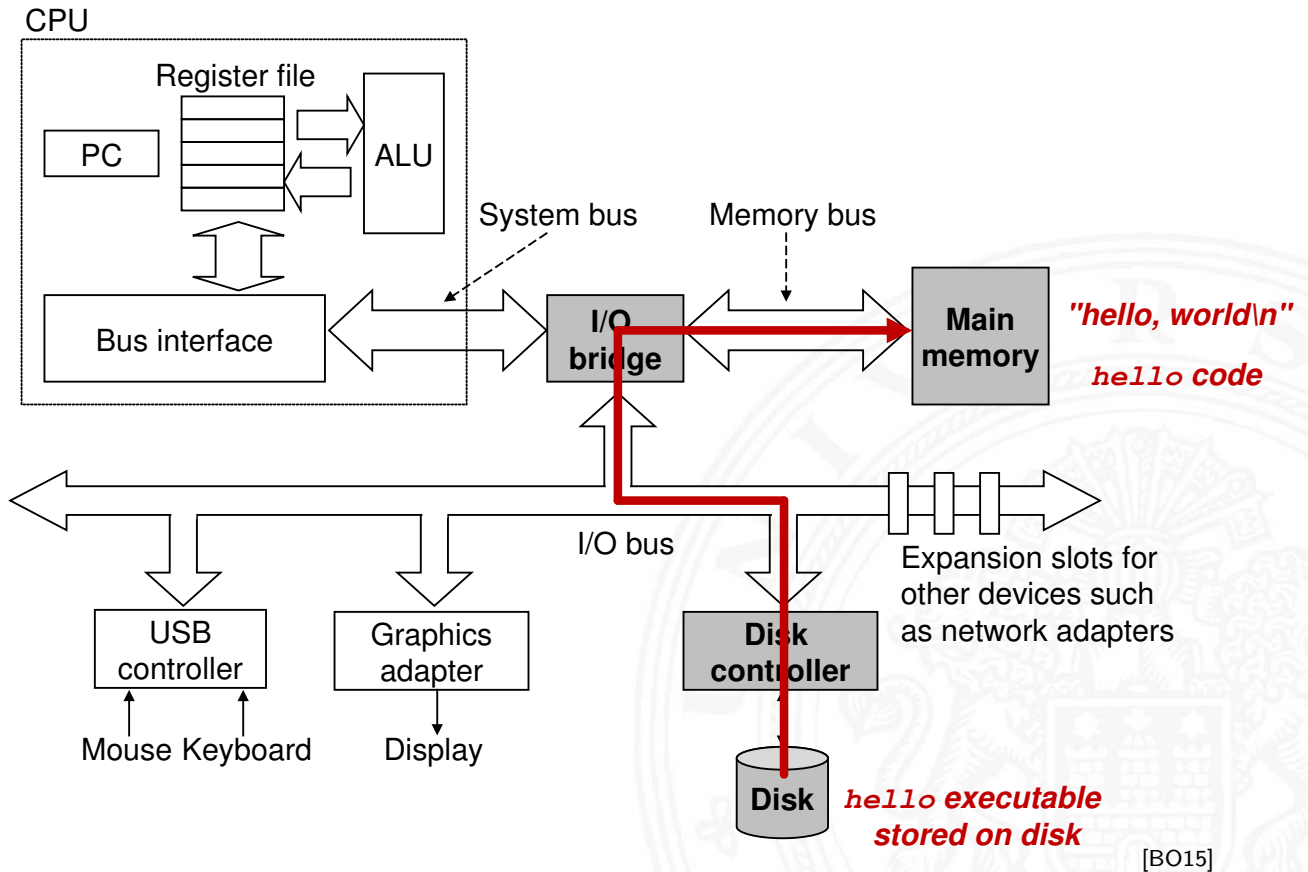 CPU
Register file
PC
ALU
System bus
Memory bus
Bus interface
I/O
bridge
Main
memory
"hello, world\n"
hello code
I/O bus
Expansion slots for
other devices such
as network adapters
USB
controller
Graphics
adapter
Disk
controller
Mouse Keyboard
Display
Disk
hello executable
stored on disk
[BO15]